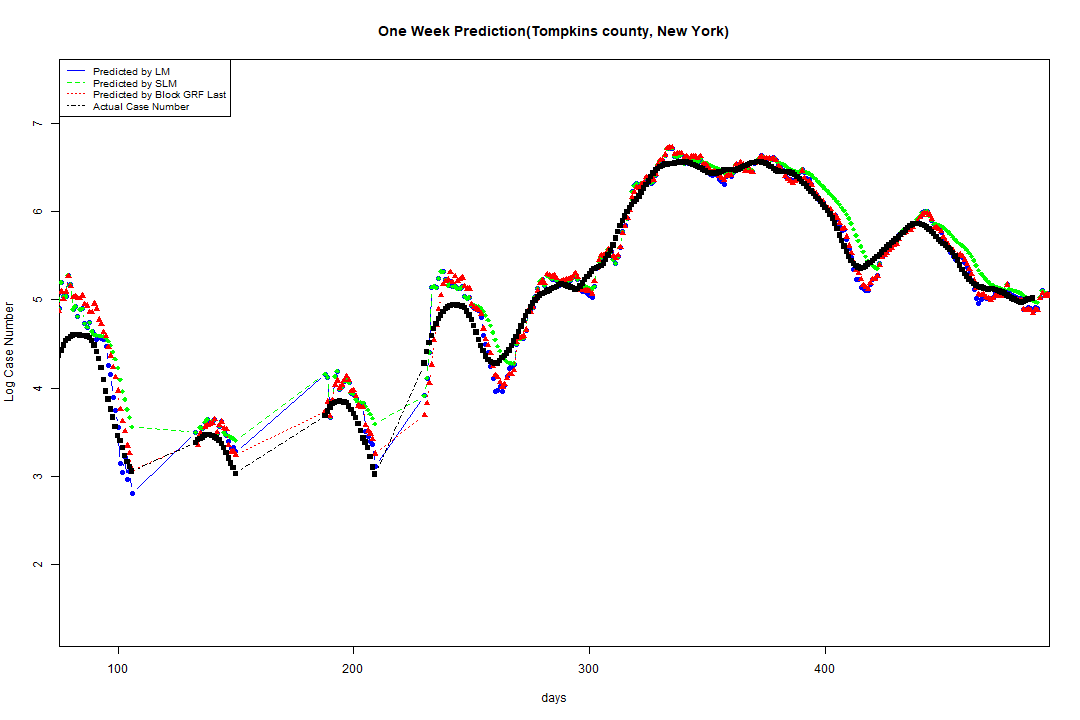 One Week Prediction(Tompkins county, New York)
Predicted by LM
Predicted by SLM
Predicted by Block GRF Last
Actual Case Number
Log Case Number
7
6
5
4
3
2
100 200 300 400
days